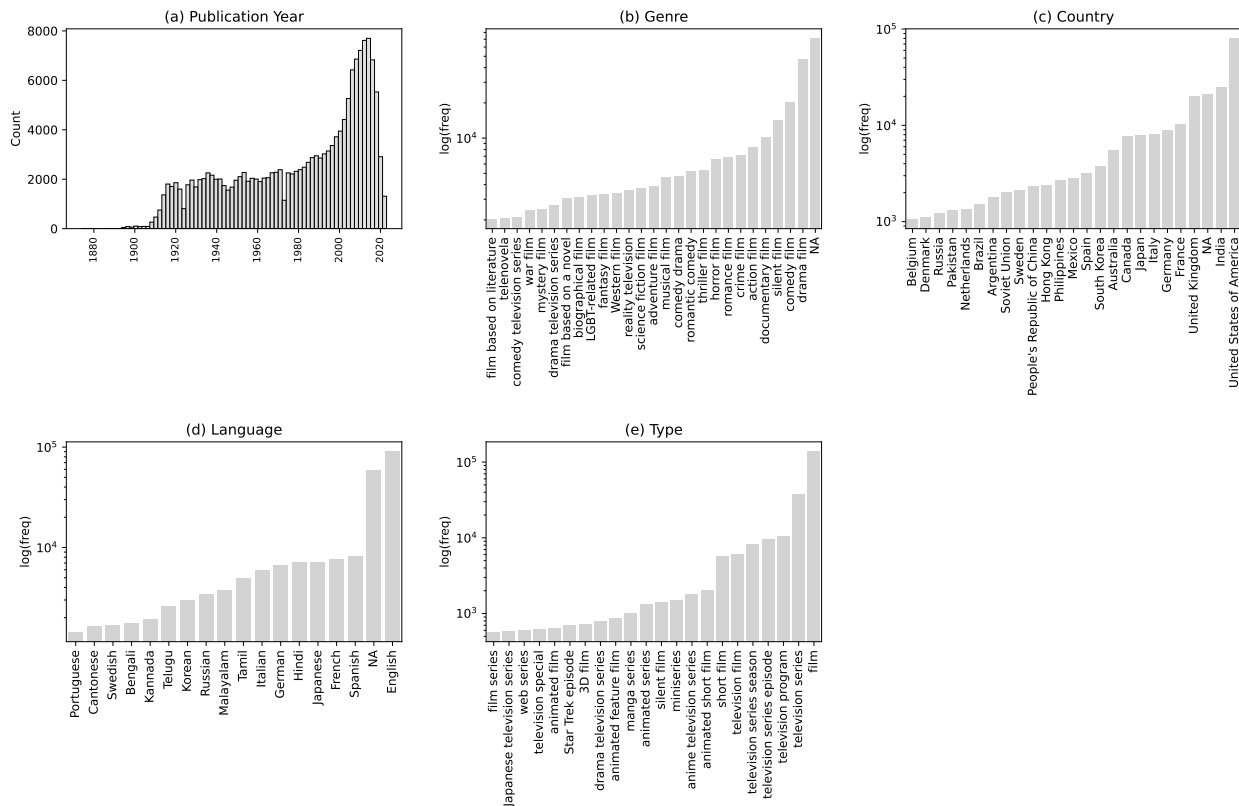 (a) Publication Year
8000
6000
4000
2000
0
Count
1880
1900
1920
1940
1960
1980
2000
2020
(b) Genre
log(freq)
10^4
film based on literature
telenovela
comedy television series
war film
mystery film
drama television series
film based on a novel
biographical film
LGBT-related film
fantasy film
Western film
reality television
science fiction film
adventure film
musical film
comedy drama
romantic comedy
thriller film
horror film
romance film
crime film
action film
documentary film
silent film
comedy film
drama film
NA
(c) Country
log(freq)
10^5
10^4
10^3
Belgium
Denmark
Russia
Pakistan
Netherlands
Brazil
Argentina
Soviet Union
Sweden
People's Republic of China
Hong Kong
Philippines
Mexico
Spain
South Korea
Australia
Canada
Japan
Italy
Germany
France
United Kingdom
NA
India
United States of America
(d) Language
log(freq)
10^5
10^4
Portuguese
Cantonese
Swedish
Bengali
Kannada
Telugu
Korean
Russian
Malayalam
Tamil
Italian
German
Hindi
Japanese
French
Spanish
NA
English
(e) Type
log(freq)
10^5
10^4
10^3
film series
Japanese television series
web series
television special
animated film
Star Trek episode
3D film
drama television series
animated feature film
manga series
animated series
silent film
miniseries
anime television series
animated short film
short film
television film
television series season
television series episode
television program
television series
film